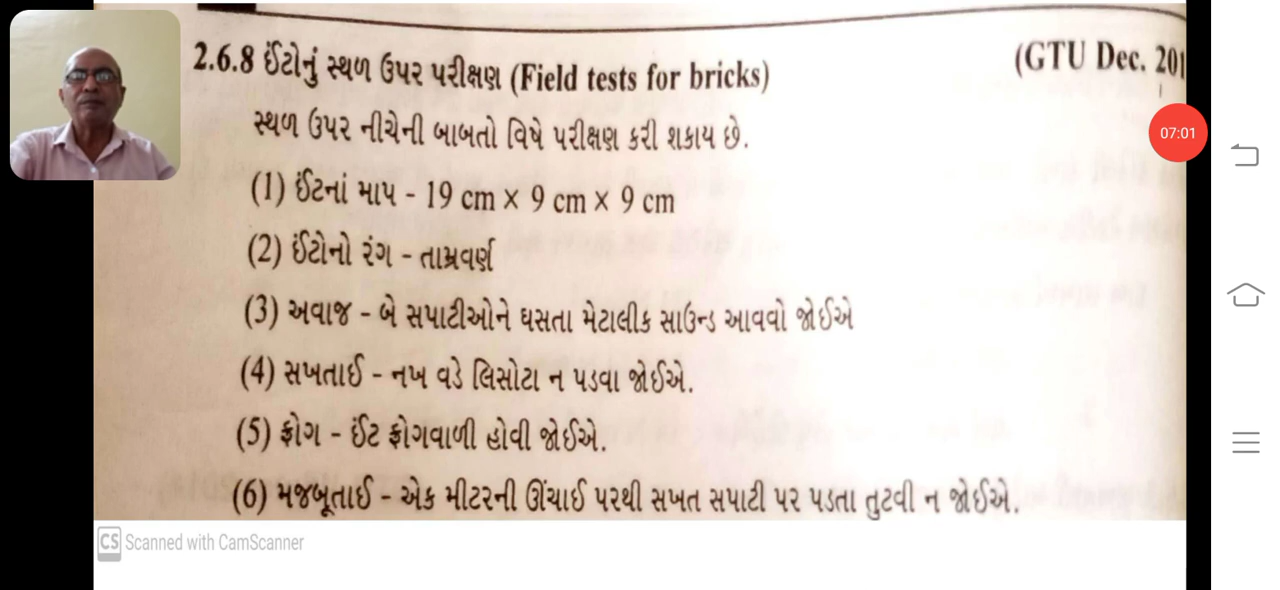 2.6.8 ઈંટોનું સ્થળ ઉપર પરીક્ષણ (Field tests for bricks) (GTU Dec. 201
સ્થળ ઉપર નીચેની બાબતો વિષે પરીક્ષણ કરી શકાય છે.
07:01
(1) ઈંટનાં માપ - 19 cm × 9 cm × 9 cm
(2) ઈંટોનો રંગ - તામ્રવર્ણ
(3) અવાજ - બે સપાટીઓને ઘસતા મેટાલીક સાઉન્ડ આવવો જોઈએ
(4) સખતાઈ - નખ વડે લિસોટા ન પડવા જોઈએ.
(5) ફ્રોગ - ઈંટ ફ્રોગવાળી હોવી જોઈએ.
(6) મજબૂતાઈ - એક મીટરની ઊંચાઈ પરથી સખત સપાટી પર પડતા તુટવી ન જોઈએ.
CS Scanned with CamScanner